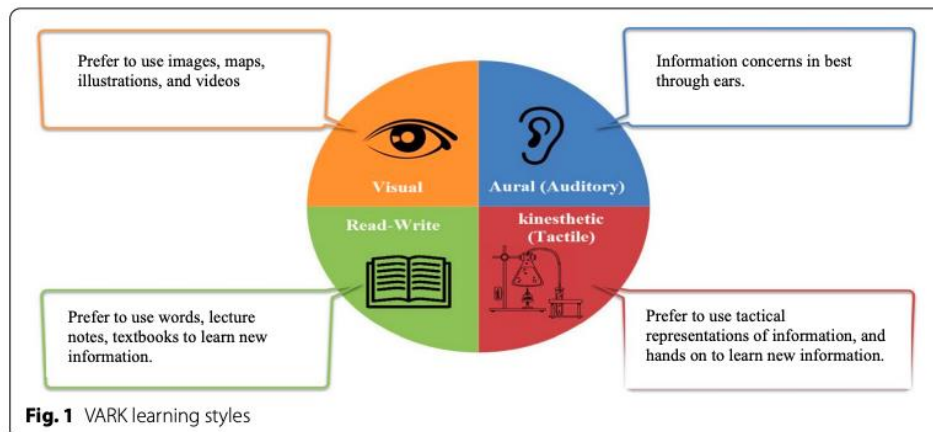 Prefer to use images, maps,
illustrations, and videos
Information concerns in best
through ears.
Visual
Aural (Auditory)
Read-Write
kinesthetic
(Tactile)
Prefer to use words, lecture
notes, textbooks to learn new
information.
Prefer to use tactical
representations of information, and
hands on to learn new information.
Fig. 1 VARK learning styles